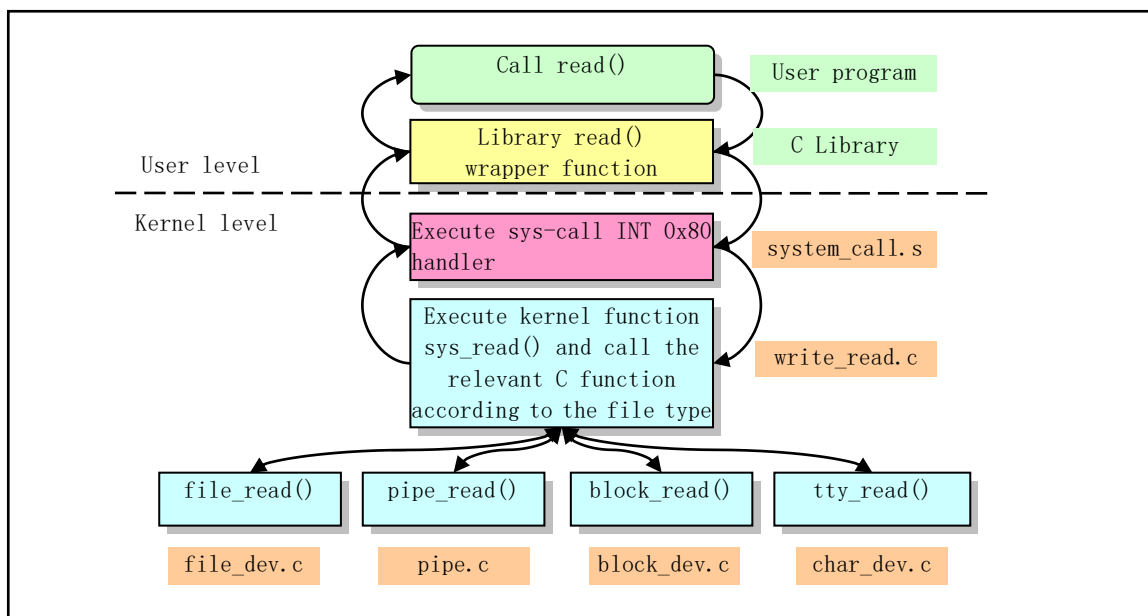 Call read()
User program
Library read()
wrapper function
C Library
User level
Kernel level
Execute sys-call INT 0x80
handler
system_call.s
Execute kernel function
sys_read() and call the
relevant C function
according to the file type
write_read.c
file_read()
pipe_read()
block_read()
tty_read()
file_dev.c
pipe.c
block_dev.c
char_dev.c